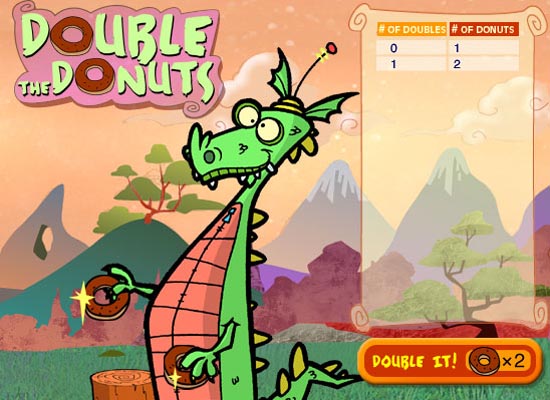 DOUBLE
THE DONUTS
# OF DOUBLES # OF DONUTS
0 1
1 2
DOUBLE IT! ×2